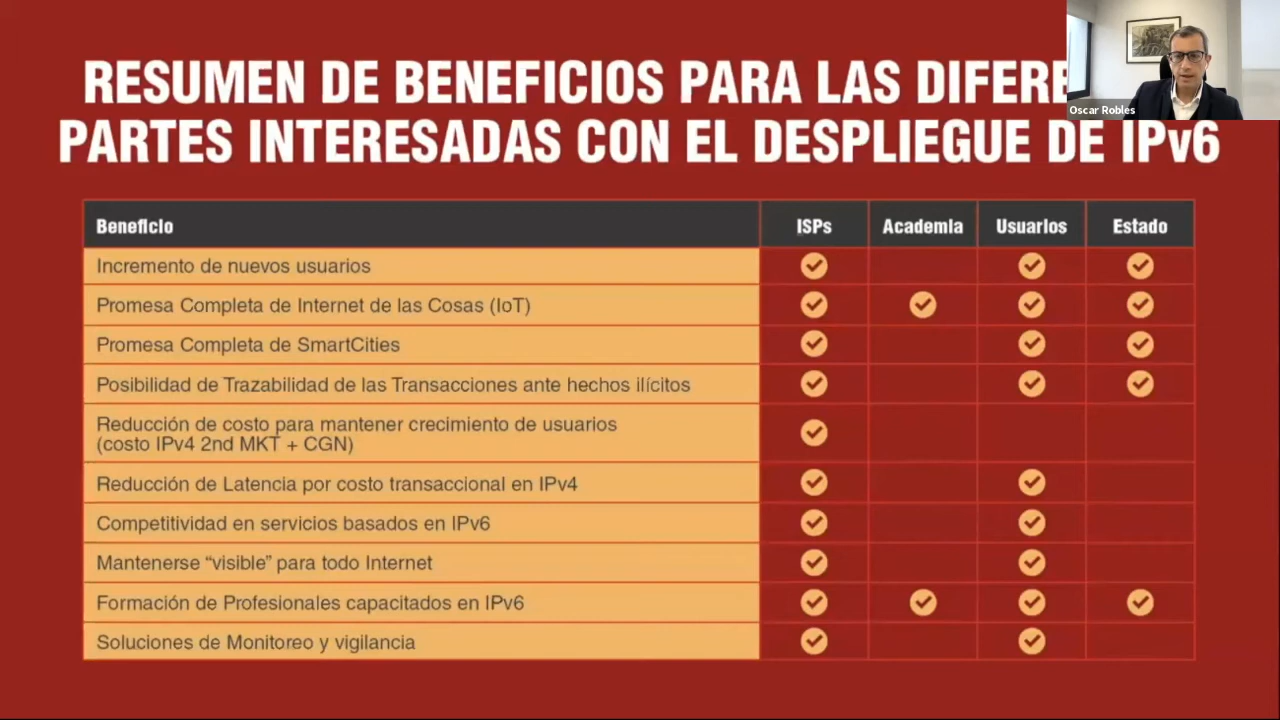 RESUMEN DE BENEFICIOS PARA LAS DIFERE
PARTES INTERESADAS CON EL DESPLIEGUE DE IPv6
Oscar Robles
Beneficio ISPs Academia Usuarios Estado
Incremento de nuevos usuarios
Promesa Completa de Internet de las Cosas (IoT)
Promesa Completa de SmartCities
Posibilidad de Trazabilidad de las Transacciones ante hechos ilícitos
Reducción de costo para mantener crecimiento de usuarios
(costo IPv4 2nd MKT + CGN)
Reducción de Latencia por costo transaccional en IPv4
Competitividad en servicios basados en IPv6
Mantenerse “visible” para todo Internet
Formación de Profesionales capacitados en IPv6
Soluciones de Monitoreo y vigilancia